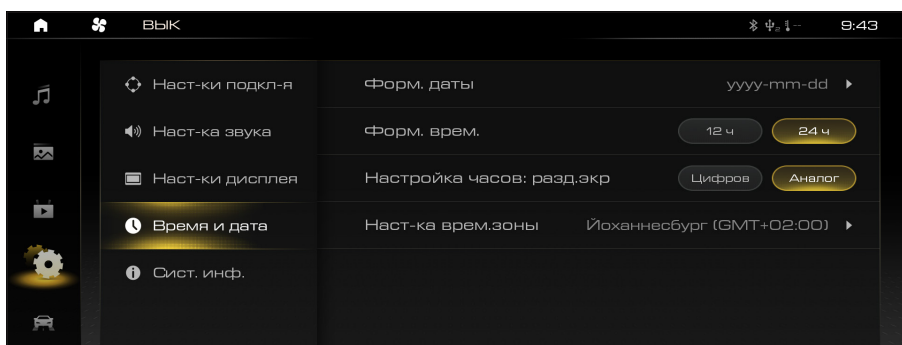 ВЫК 9:43
Наст-ки подкл-я
Форм. даты yyyy-mm-dd
Наст-ка звука
Форм. врем. 12 ч 24 ч
Наст-ки дисплея
Настройка часов: разд.экр Цифров Аналог
Время и дата
Наст-ка врем.зоны Йоханнесбург (GMT+02:00)
Сист. инф.